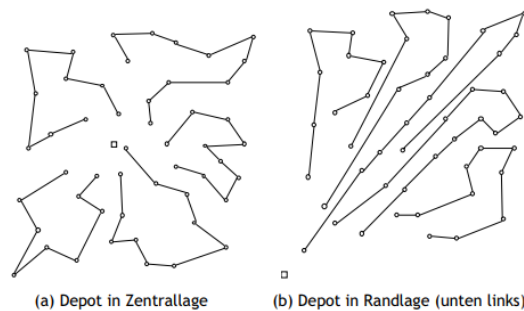 (a) Depot in Zentrallage
(b) Depot in Randlage (unten links)